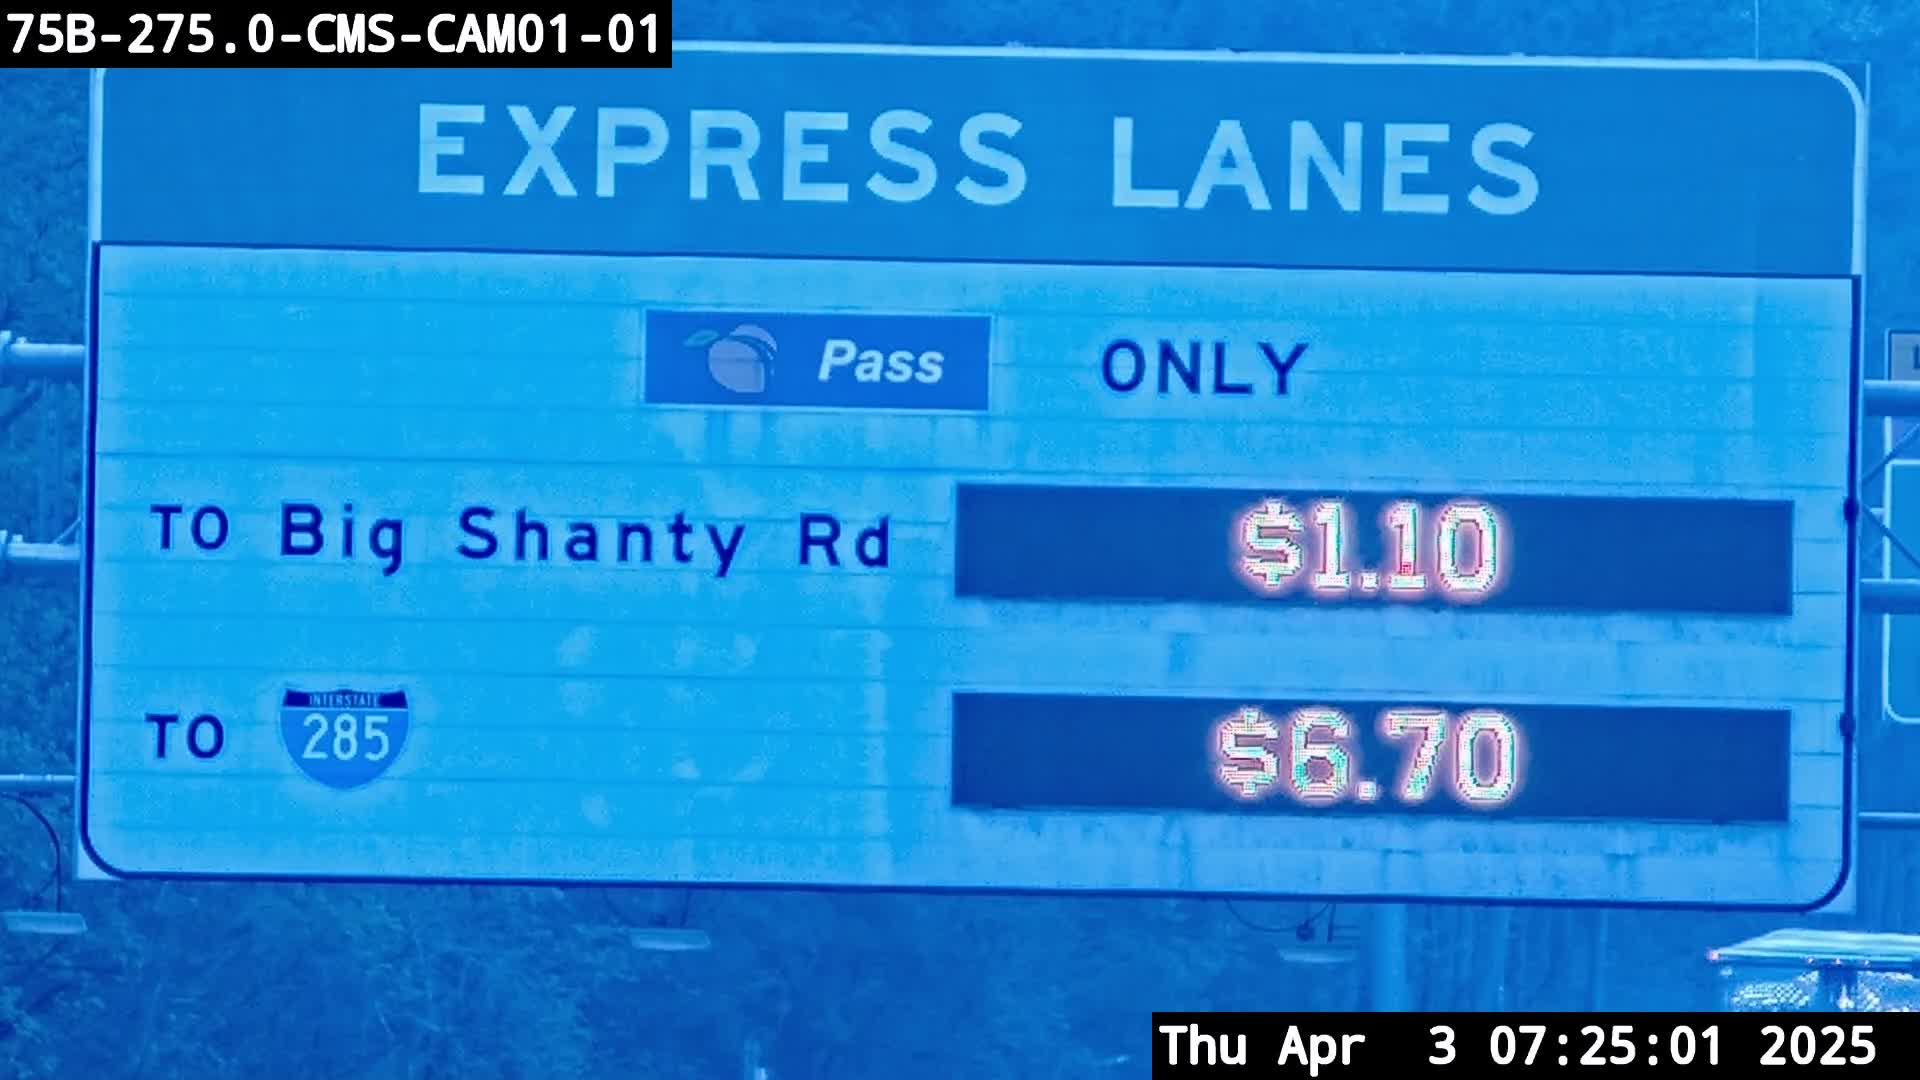 75B-275.0-CMS-CAM01-01
EXPRESS LANES
Pass ONLY
TO Big Shanty Rd $1.10
INTERSTATE
TO 285 $6.70
Thu Apr 3 07:25:01 2025